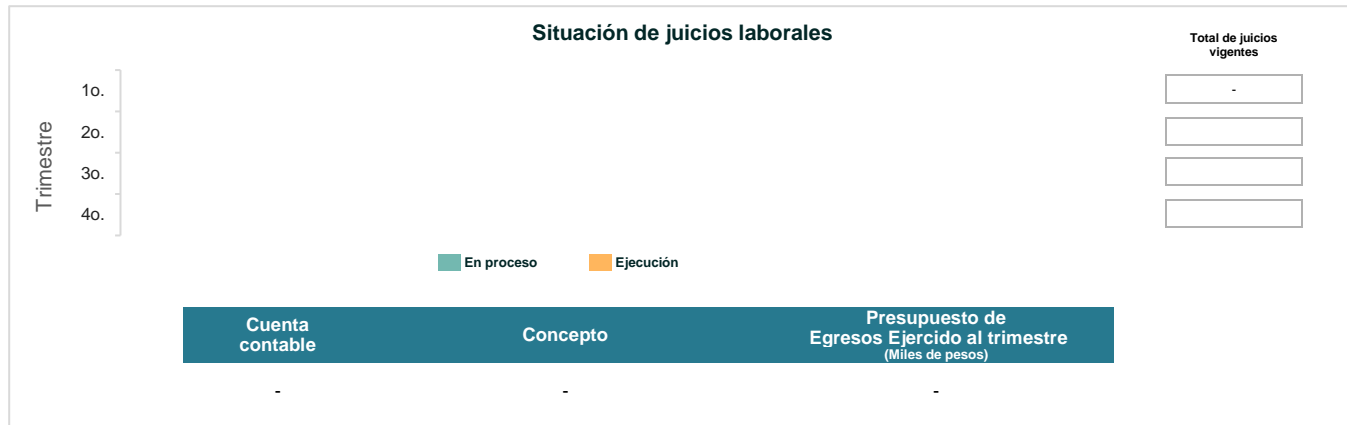 Situación de juicios laborales
Total de juicios
vigentes
Trimestre
1o.
-
2o.
3o.
4o.
En proceso
Ejecución
Cuenta
contable
Concepto
Presupuesto de
Egresos Ejercido al trimestre
(Miles de pesos)
-
-
-